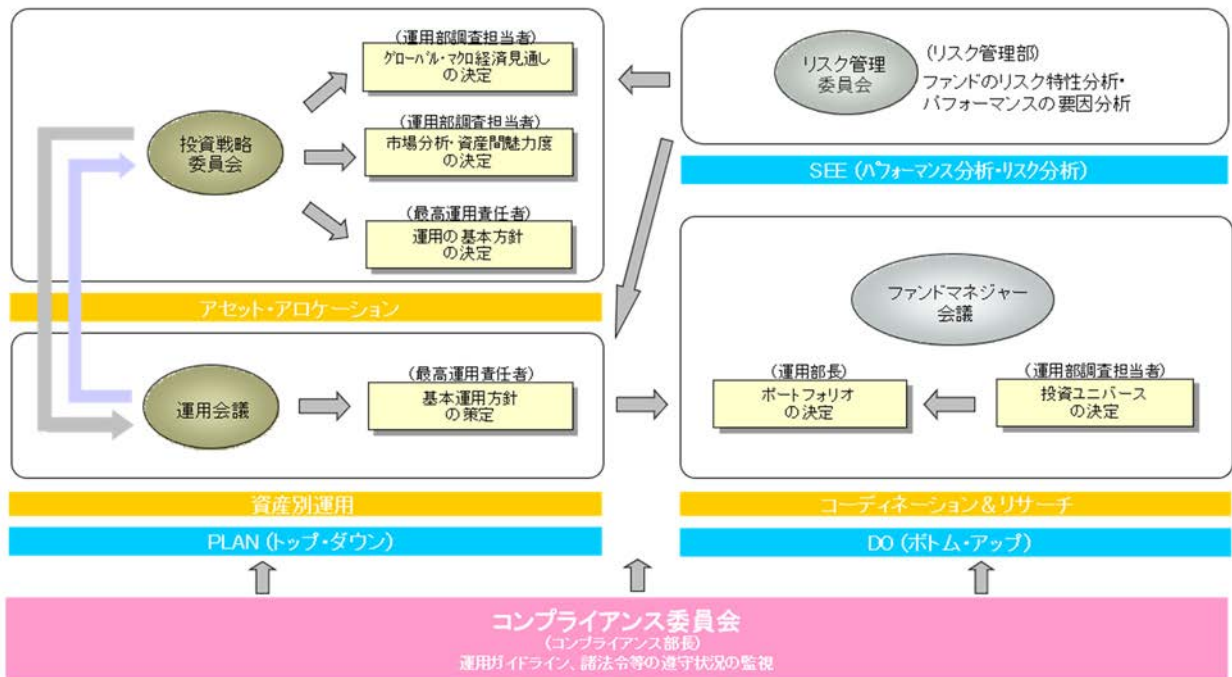 (運用部調査担当者)
グローバル・マクロ経済見通し
の決定
投資戦略
委員会
(運用部調査担当者)
市場分析・資産間魅力度
の決定
(最高運用責任者)
運用の基本方針
の決定
アセット・アロケーション
リスク管理
委員会
(リスク管理部)
ファンドのリスク特性分析・
パフォーマンスの要因分析
SEE (パフォーマンス分析・リスク分析)
運用会議
(最高運用責任者)
基本運用方針
の策定
資産別運用
PLAN (トップ・ダウン)
ファンドマネジャー
会議
(運用部長)
ポートフォリオ
の決定
(運用部調査担当者)
投資ユニバース
の決定
コーディネーション&リサーチ
DO (ボトム・アップ)
コンプライアンス委員会
(コンプライアンス部長)
運用ガイドライン、諸法令等の遵守状況の監視